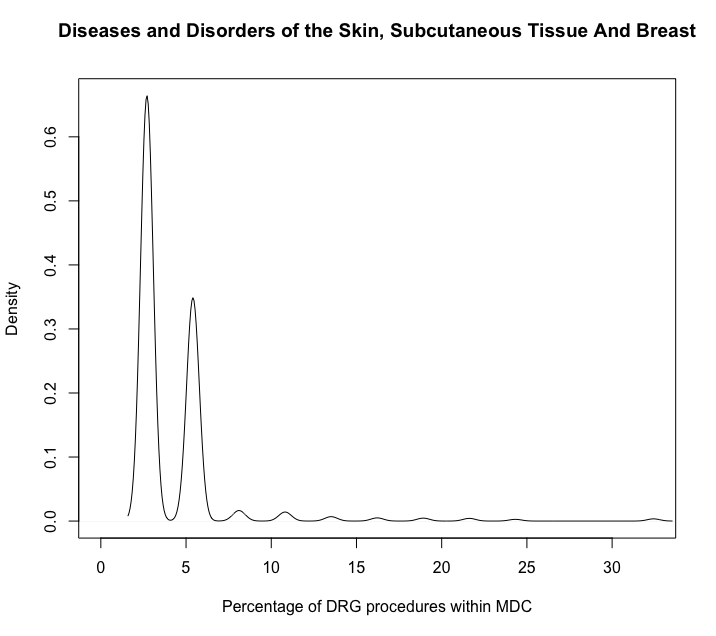 Diseases and Disorders of the Skin, Subcutaneous Tissue And Breast
Density
0.6
0.5
0.4
0.3
0.2
0.1
0.0
0 5 10 15 20 25 30
Percentage of DRG procedures within MDC